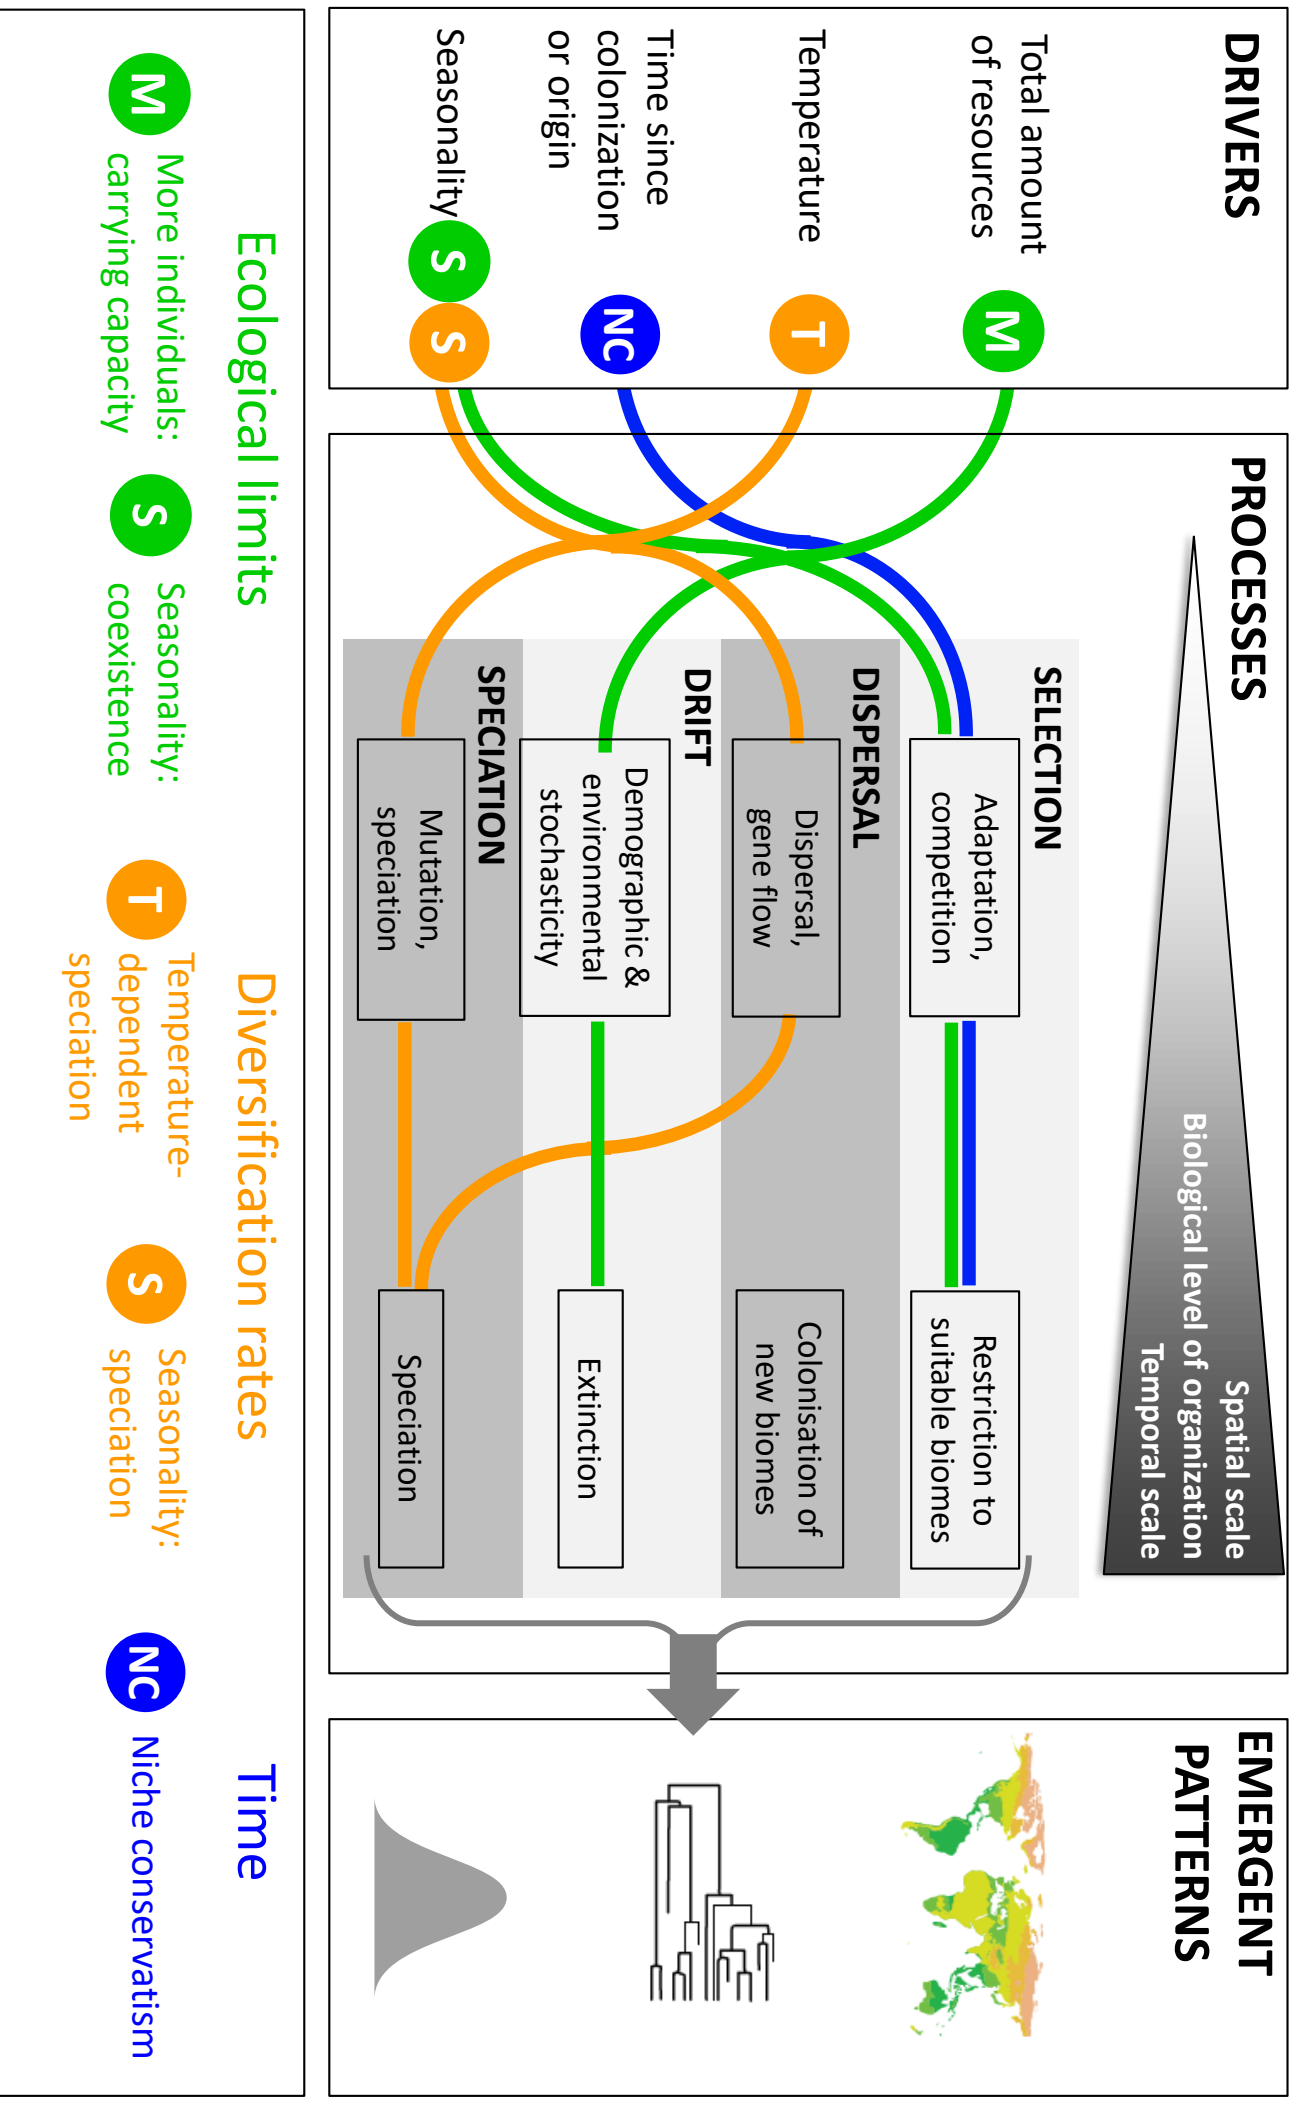 DRIVERS
Total amount
of resources
M
Temperature
T
Time since
colonization
or origin
NC
Seasonality
S
S
PROCESSES
Spatial scale
Biological level of organization
Temporal scale
SELECTION
Adaptation,
competition
Restriction to
suitable biomes
DISPERSAL
Dispersal,
gene flow
Colonisation of
new biomes
DRIFT
Demographic &
environmental
stochasticity
Extinction
SPECIATION
Mutation,
speciation
Speciation
EMERGENT
PATTERNS
Ecological limits
M
More individuals:
carrying capacity
S
Seasonality:
coexistence
Diversification rates
T
Temperature-
dependent
speciation
S
Seasonality:
speciation
Time
NC
Niche conservatism